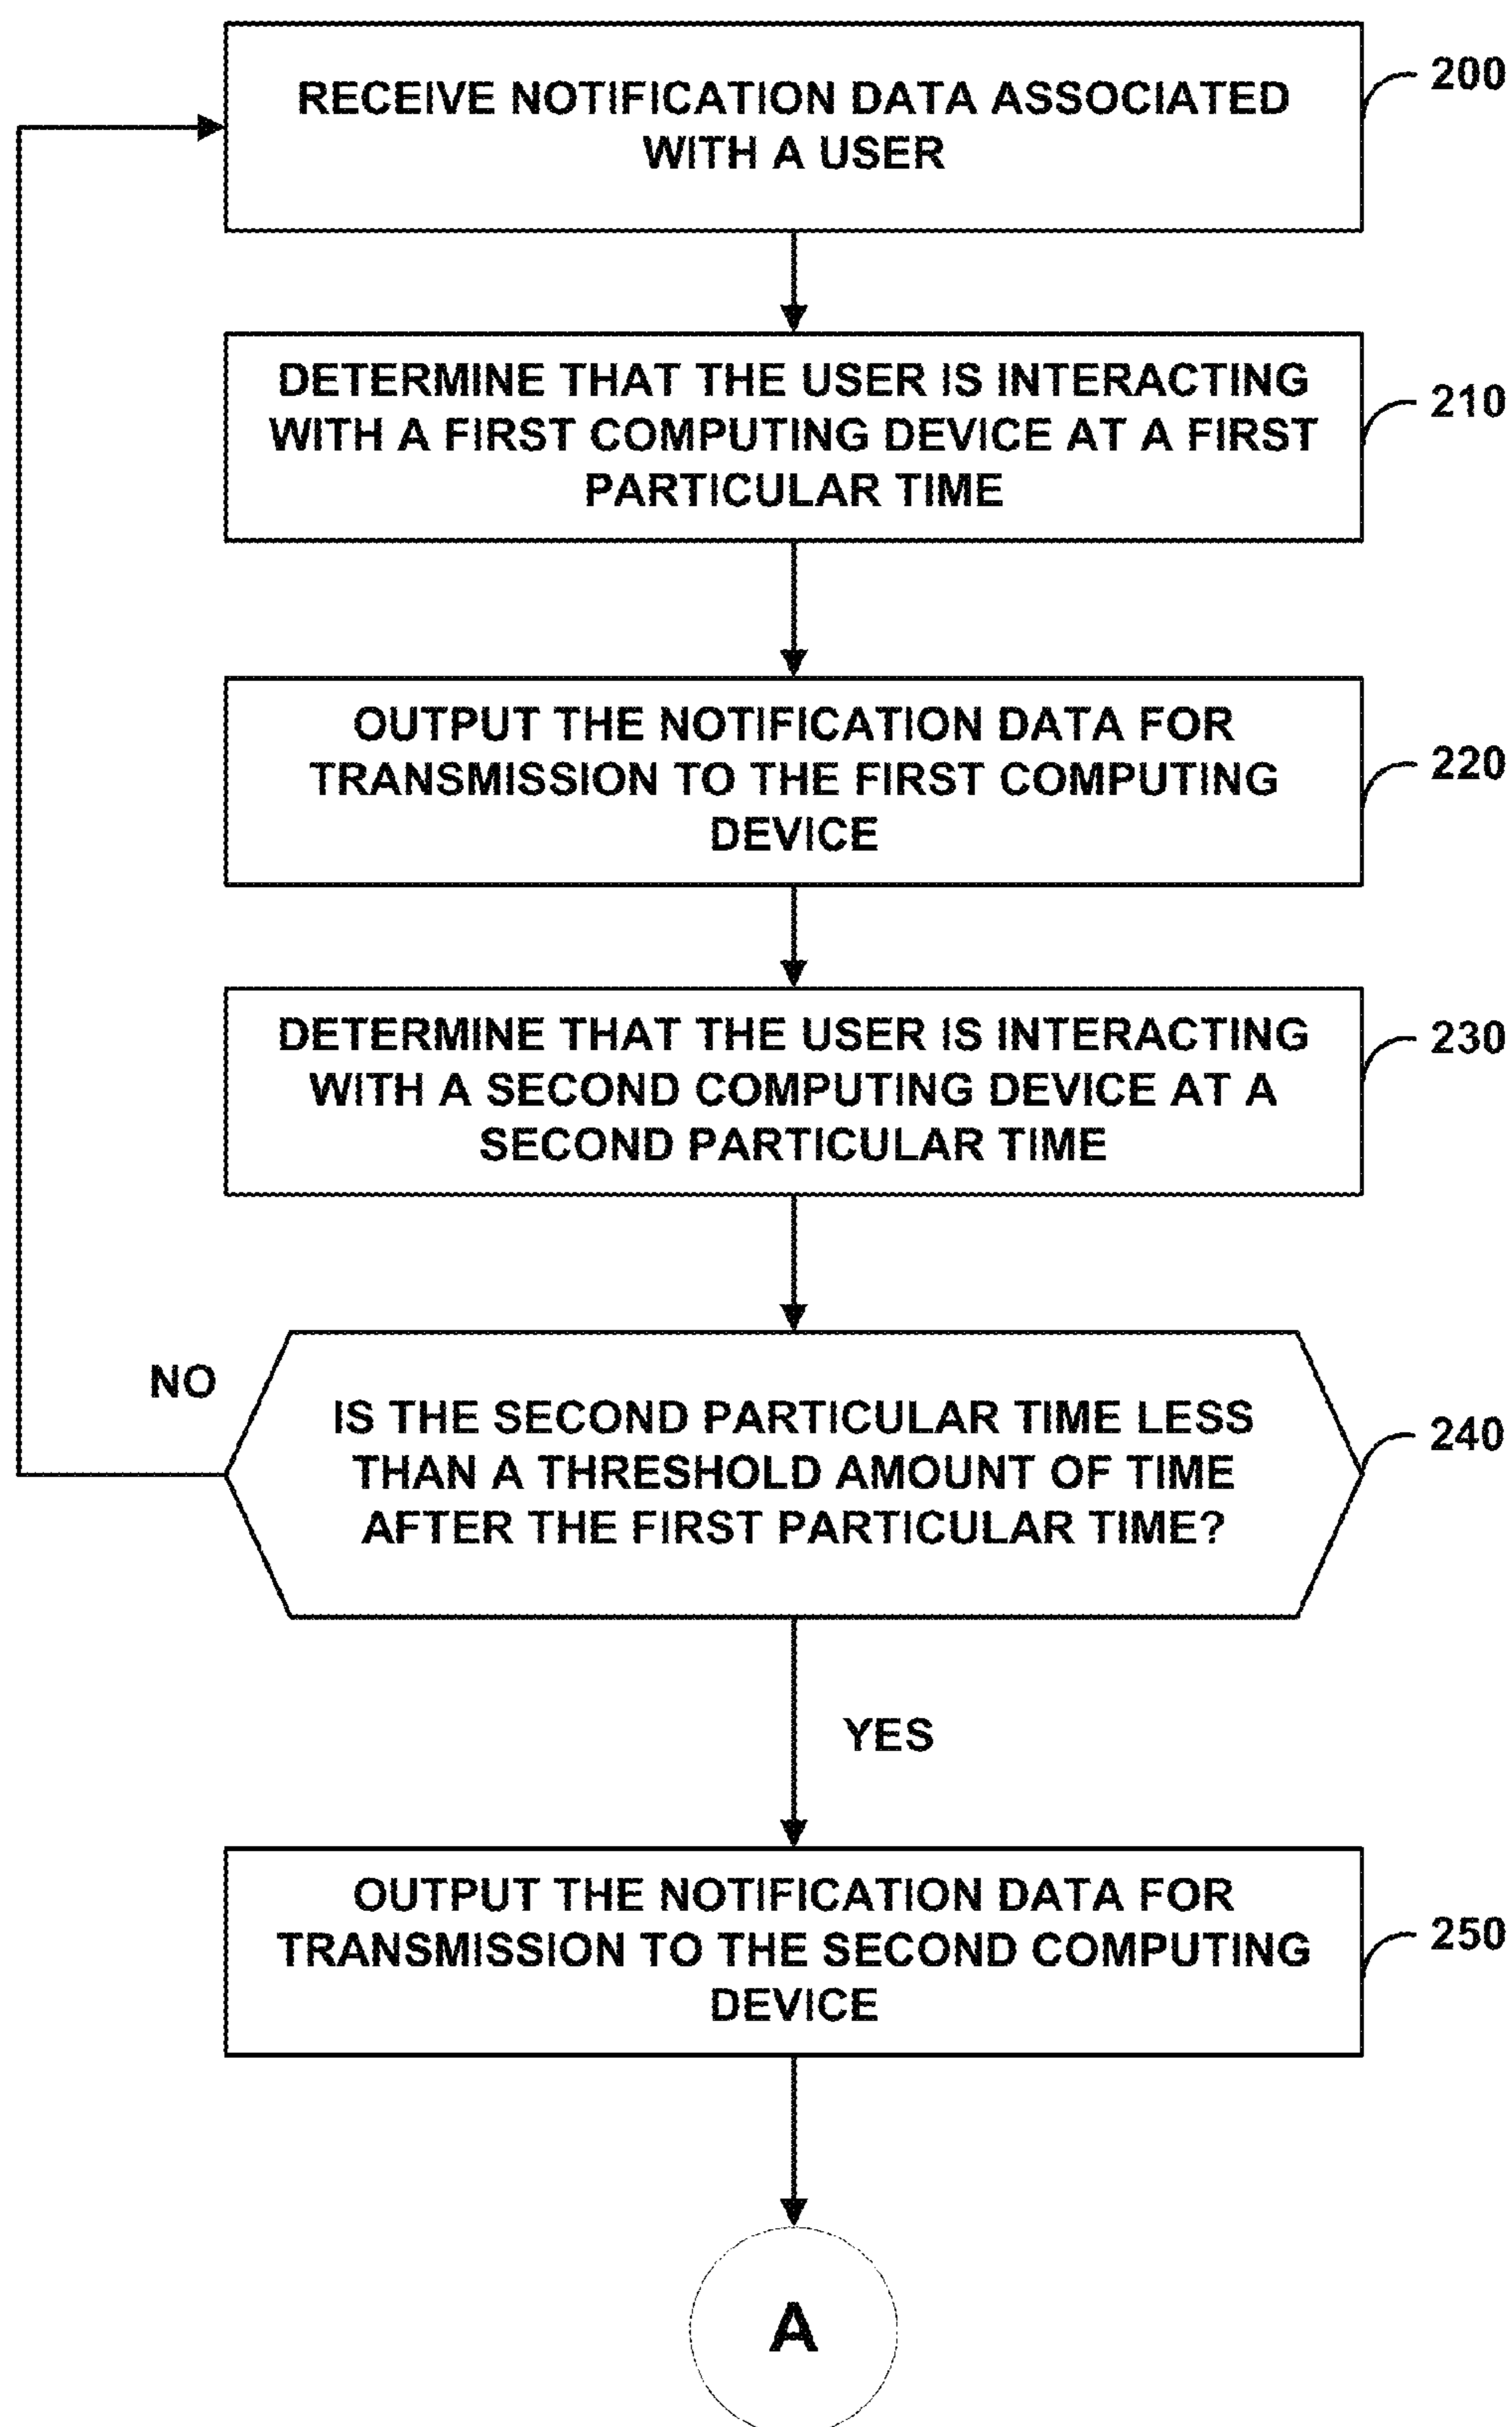 RECEIVE NOTIFICATION DATA ASSOCIATED
WITH A USER
200
DETERMINE THAT THE USER IS INTERACTING
WITH A FIRST COMPUTING DEVICE AT A FIRST
PARTICULAR TIME
210
OUTPUT THE NOTIFICATION DATA FOR
TRANSMISSION TO THE FIRST COMPUTING
DEVICE
220
DETERMINE THAT THE USER IS INTERACTING
WITH A SECOND COMPUTING DEVICE AT A
SECOND PARTICULAR TIME
230
NO
IS THE SECOND PARTICULAR TIME LESS
THAN A THRESHOLD AMOUNT OF TIME
AFTER THE FIRST PARTICULAR TIME?
240
YES
OUTPUT THE NOTIFICATION DATA FOR
TRANSMISSION TO THE SECOND COMPUTING
DEVICE
250
A